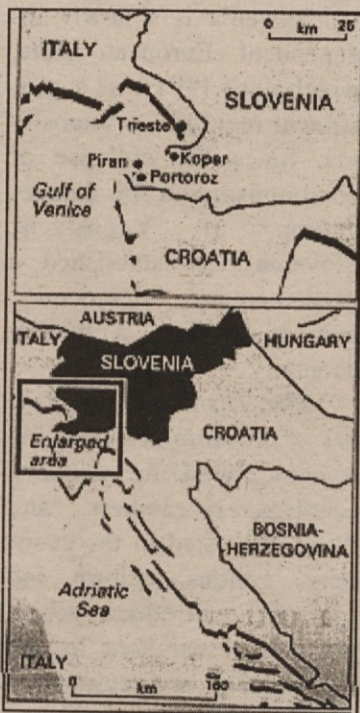 0 km 25
ITALY
SLOVENIA
Trieste
Koper
Piran
Portoroz
Gulf of
Venice
CROATIA
AUSTRIA
ITALY
HUNGARY
SLOVENIA
CROATIA
Enlarged
area
BOSNIA-
HERZEGOVINA
Adriatic
Sea
ITALY
0 km 100